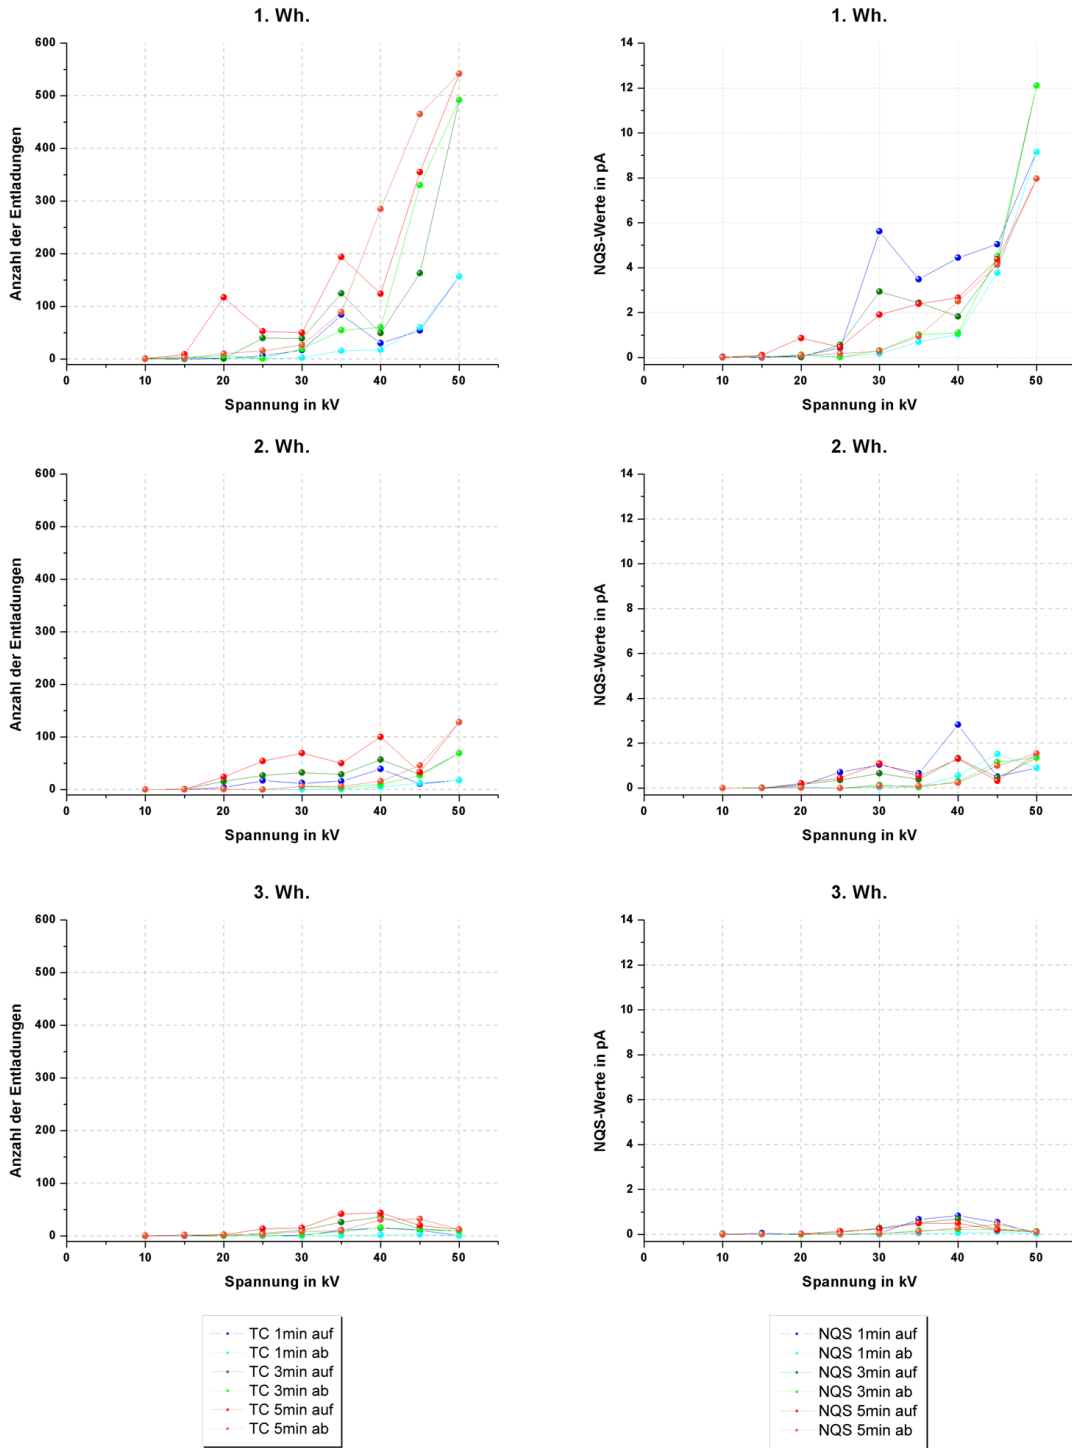 1. Wh.
600
500
400
300
200
100
0
Anzahl der Entladungen
0 10 20 30 40 50
Spannung in kV
1. Wh.
14
12
10
8
6
4
2
0
NQS-Werte in pA
0 10 20 30 40 50
Spannung in kV
2. Wh.
600
500
400
300
200
100
0
Anzahl der Entladungen
0 10 20 30 40 50
Spannung in kV
2. Wh.
14
12
10
8
6
4
2
0
NQS-Werte in pA
0 10 20 30 40 50
Spannung in kV
3. Wh.
600
500
400
300
200
100
0
Anzahl der Entladungen
0 10 20 30 40 50
Spannung in kV
3. Wh.
14
12
10
8
6
4
2
0
NQS-Werte in pA
0 10 20 30 40 50
Spannung in kV
TC 1min auf
TC 1min ab
TC 3min auf
TC 3min ab
TC 5min auf
TC 5min ab
NQS 1min auf
NQS 1min ab
NQS 3min auf
NQS 3min ab
NQS 5min auf
NQS 5min ab